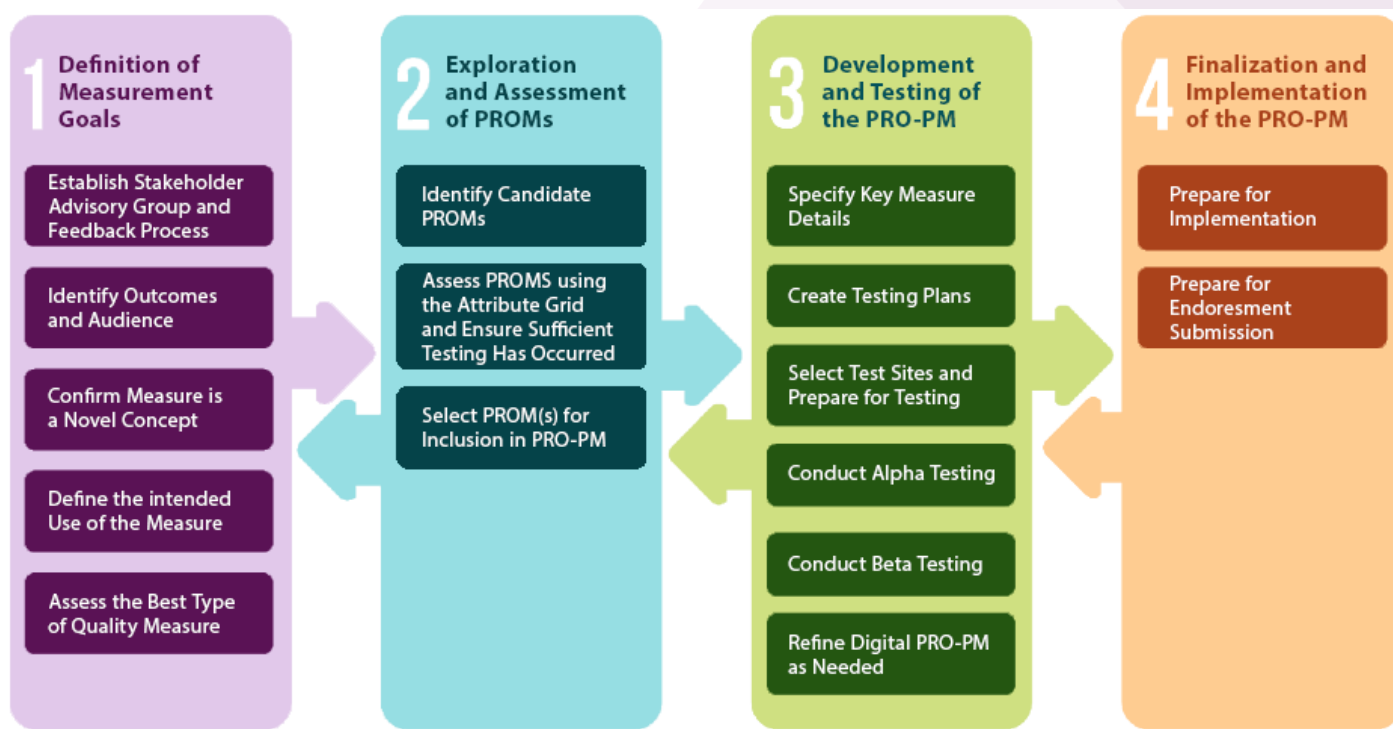 1
Definition of
Measurement
Goals
Establish Stakeholder
Advisory Group and
Feedback Process
Identify Outcomes
and Audience
Confirm Measure is
a Novel Concept
Define the intended
Use of the Measure
Assess the Best Type
of Quality Measure
2
Exploration
and Assessment
of PROMs
Identify Candidate
PROMs
Assess PROMS using
the Attribute Grid
and Ensure Sufficient
Testing Has Occurred
Select PROM(s) for
Inclusion in PRO-PM
3
Development
and Testing of
the PRO-PM
Specify Key Measure
Details
Create Testing Plans
Select Test Sites and
Prepare for Testing
Conduct Alpha Testing
Conduct Beta Testing
Refine Digital PRO-PM
as Needed
4
Finalization and
Implementation
of the PRO-PM
Prepare for
Implementation
Prepare for
Endoresment
Submission